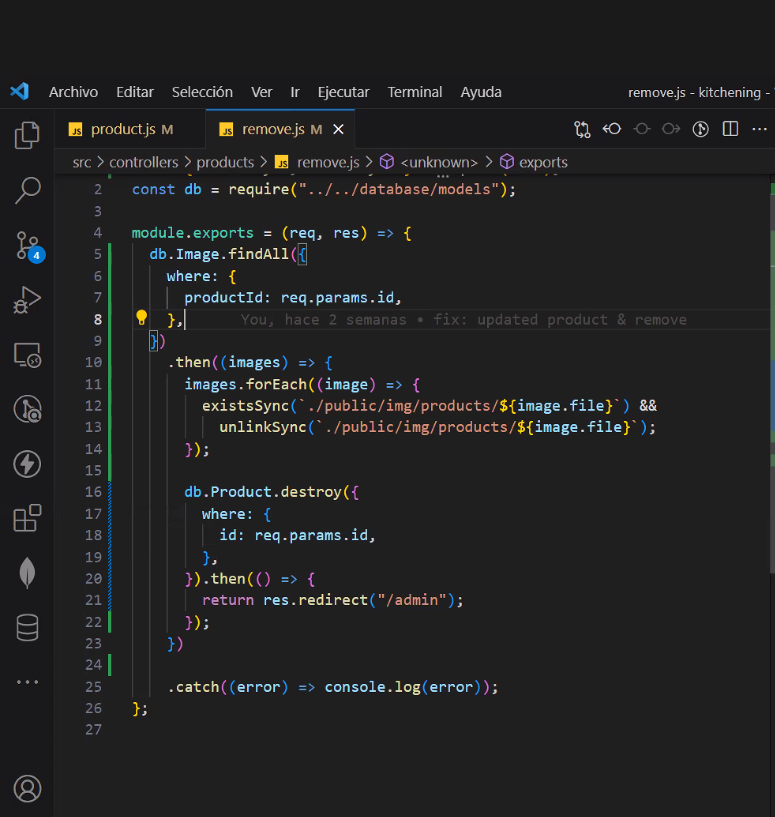 Archivo Editar Selección Ver Ir Ejecutar Terminal Ayuda remove.js - kitchening -
JS product.js M JS remove.js M
src > controllers > products > JS remove.js > <unknown> > exports
2 const db = require("../../database/models");
3
4 module.exports = (req, res) => {
5 db.Image.findAll({
6 where: {
7 productId: req.params.id,
8 }, You, hace 2 semanas • fix: updated product & remove
9 })
10 .then((images) => {
11 images.forEach((image) => {
12 existsSync(`./public/img/products/${image.file}`) &&
13 unlinkSync(`./public/img/products/${image.file}`);
14 });
15
16 db.Product.destroy({
17 where: {
18 id: req.params.id,
19 },
20 }).then(() => {
21 return res.redirect("/admin");
22 });
23 })
24
25 .catch((error) => console.log(error));
26 };
27
4